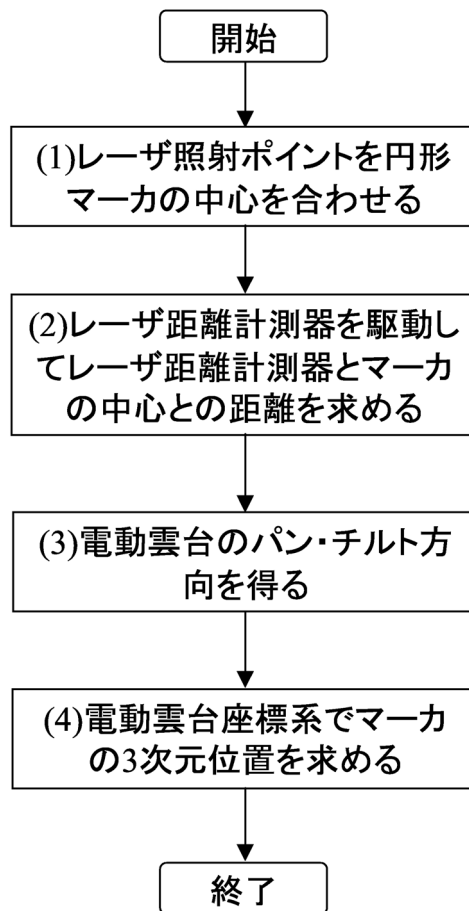 開始
(1)レーザ照射ポイントを円形
マーカの中心を合わせる
(2)レーザ距離計測器を駆動し
てレーザ距離計測器とマーカ
の中心との距離を求める
(3)電動雲台のパン・チルト方
向を得る
(4)電動雲台座標系でマーカ
の3次元位置を求める
終了